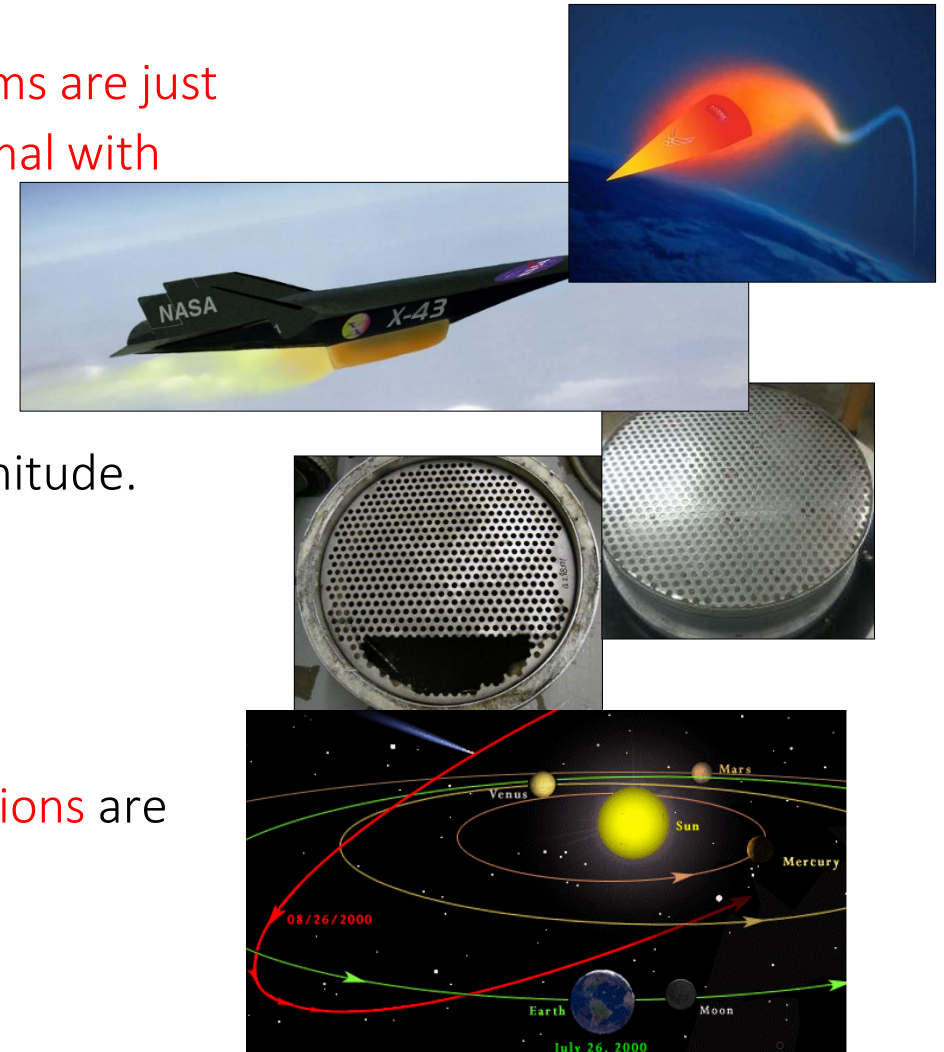 ms are just
nal with
NASA
X-43
nitude.
Mars
Venus
Sun
Mercury
ions are
08/26/2000
Earth
Moon
July 26, 2000